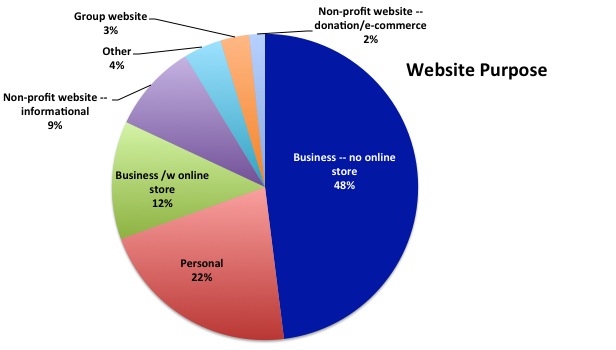 Website Purpose
Non-profit website --
donation/e-commerce
2%
Business -- no online
store
48%
Personal
22%
Business /w online
store
12%
Non-profit website --
informational
9%
Other
4%
Group website
3%